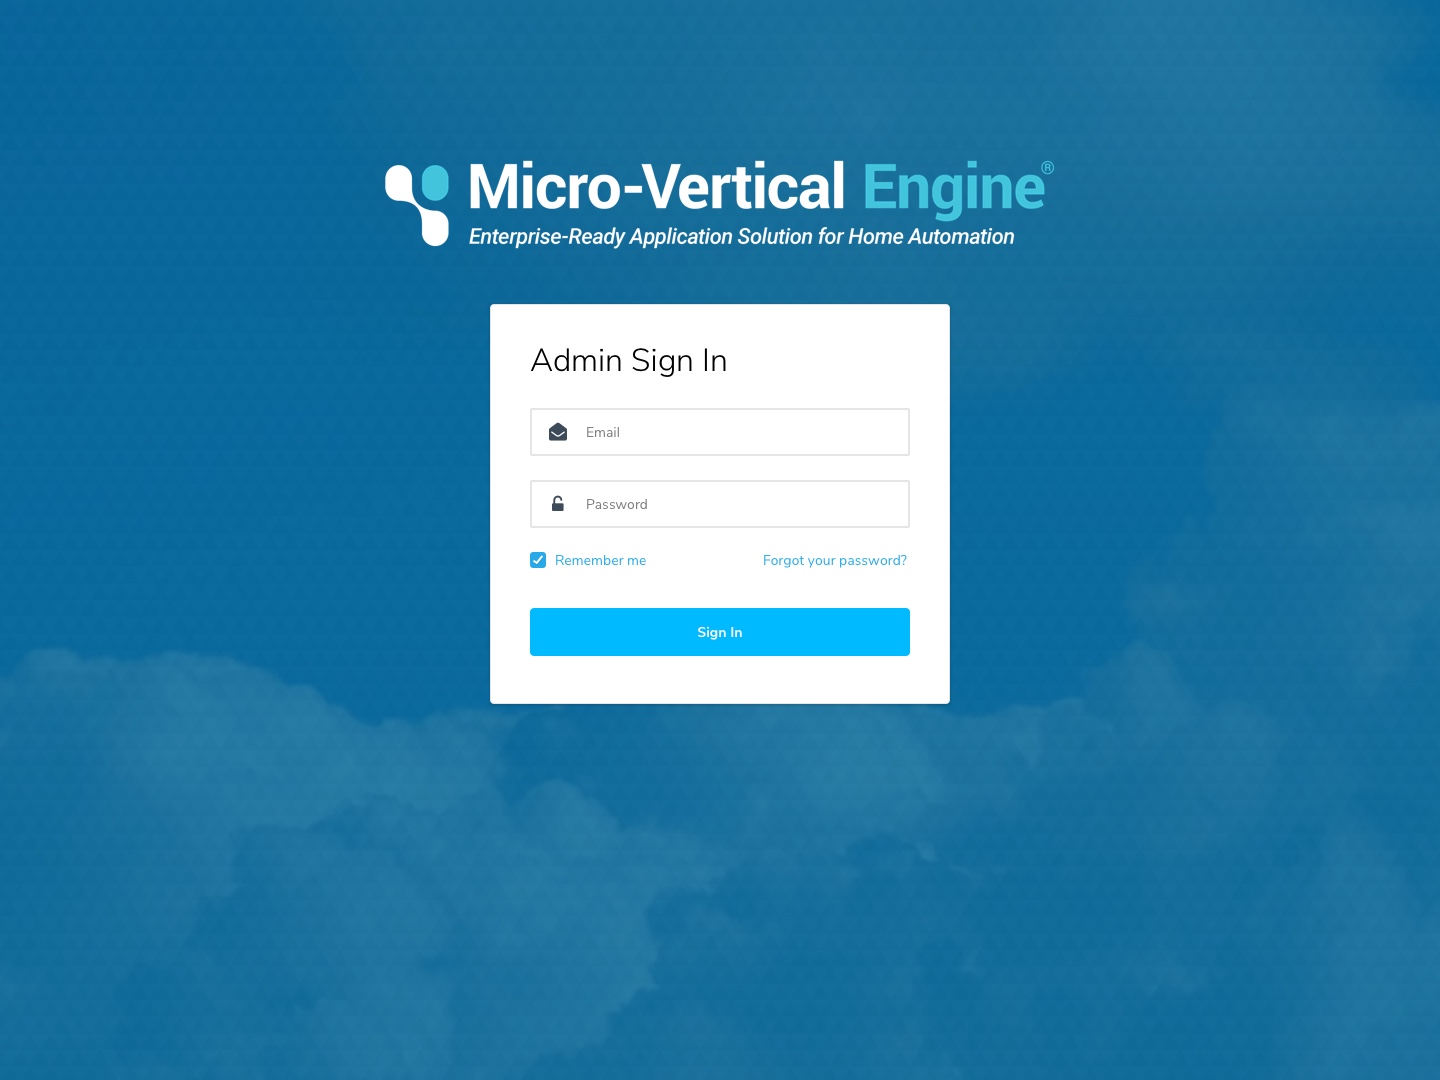 Micro-Vertical Engine®
Enterprise-Ready Application Solution for Home Automation
Admin Sign In
Email
Password
Remember me
Forgot your password?
Sign In